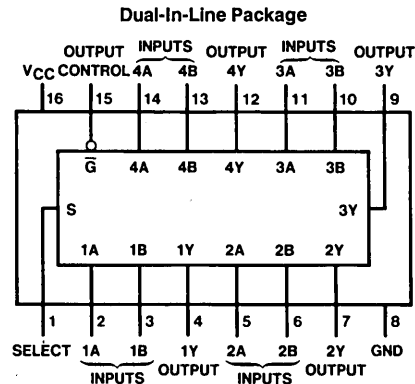 Dual-In-Line Package
OUTPUT INPUTS OUTPUT INPUTS OUTPUT
VCC CONTROL 4A 4B 4Y 3A 3B 3Y
16 15 14 13 12 11 10 9
G̅ 4A 4B 4Y 3A 3B
S 3Y
1A 1B 1Y 2A 2B 2Y
1 2 3 4 5 6 7 8
SELECT 1A 1B 1Y 2A 2B 2Y GND
INPUTS OUTPUT INPUTS OUTPUT